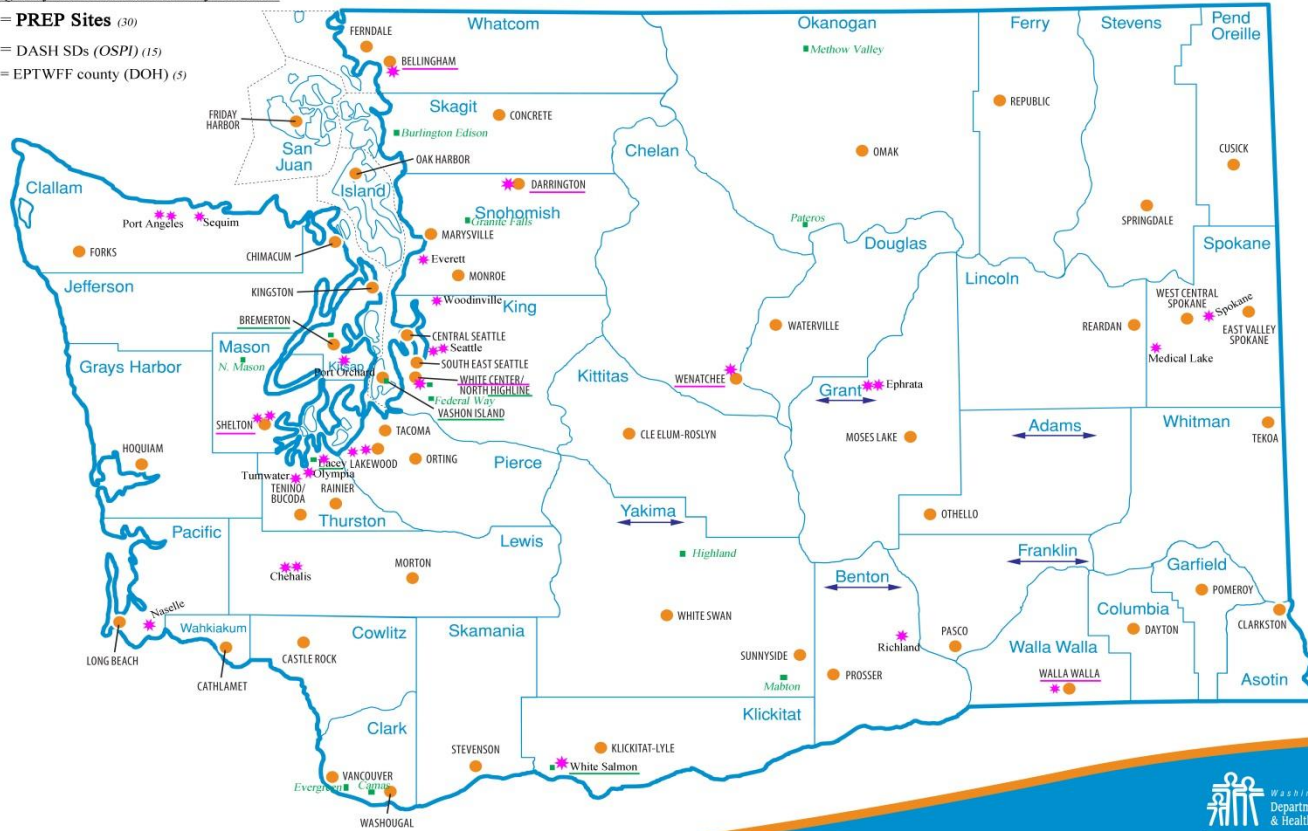 = PREP Sites (30)
= DASH SDs (OSPI) (15)
= EPTWFF county (DOH) (5)
Whatcom
Okanogan
Ferry
Stevens
Pend
Oreille
FERNDALE
BELLINGHAM
Methow Valley
Skagit
CONCRETE
REPUBLIC
FRIDAY
HARBOR
San
Juan
Burlington Edison
Chelan
OMAK
CUSICK
OAK HARBOR
Island
DARRINGTON
Clallam
Port Angeles
Sequim
Snohomish
Granite Falls
Pateros
SPRINGDALE
FORKS
CHIMACUM
MARYSVILLE
Douglas
Spokane
Everett
MONROE
Jefferson
Lincoln
KINGSTON
Woodinville
King
WEST CENTRAL
SPOKANE
Spokane
EAST VALLEY
SPOKANE
BREMERTON
CENTRAL SEATTLE
WATERVILLE
REARDAN
Mason
N. Mason
Seattle
Medical Lake
Grays Harbor
Kitsap
Port Orchard
SOUTH EAST SEATTLE
Kittitas
WENATCHEE
WHITE CENTER/
NORTH HIGHLINE
Federal Way
Grant
Ephrata
VASHON ISLAND
SHELTON
TACOMA
CLE ELUM-ROSLYN
MOSES LAKE
Adams
Whitman
TEKOA
HOQUIAM
Lacey
LAKEWOOD
ORTING
Pierce
Tumwater
Olympia
TENINO/
BUCODA
RAINIER
Thurston
Yakima
OTHELLO
Pacific
Lewis
Highland
Franklin
Chehalis
MORTON
Benton
Garfield
POMEROY
Naselle
Wahkiakum
Cowlitz
Skamania
WHITE SWAN
Columbia
CLARKSTON
LONG BEACH
CATHLAMET
CASTLE ROCK
SUNNYSIDE
Richland
PASCO
Walla Walla
DAYTON
Mabton
PROSSER
WALLA WALLA
Asotin
Clark
Klickitat
STEVENSON
KLICKITAT-LYLE
White Salmon
VANCOUVER
Evergreen
Camas
WASHOUGAL